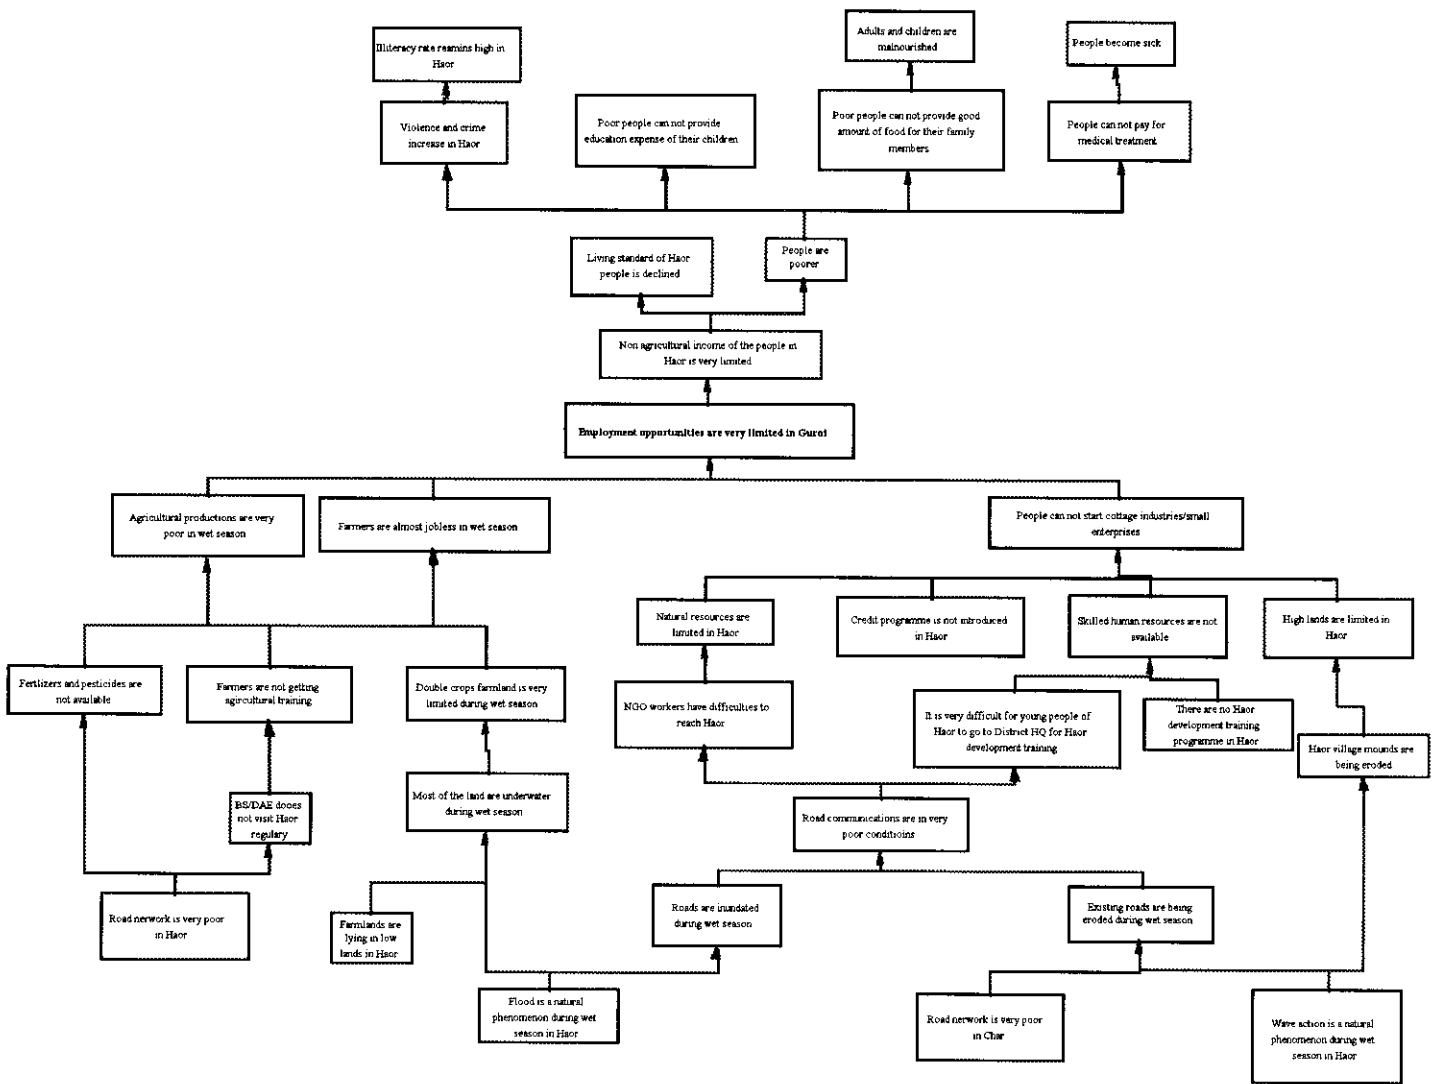 Illiteracy rate reamins high in
Haor
Adults and children are
malnourished
People become sick
Violence and crime
increase in Haor
Poor people can not provide
education expense of their children
Poor people can not provide good
amount of food for their family
members
People can not pay for
medical treatment
Living standard of Haor
people is declined
People are
poorer
Non agricultural income of the people in
Haor is very limited
Employment opportunities are very limited in Guroi
Agricultural productions are very
poor in wet season
Farmers are almost jobless in wet season
People can not start cottage industries/small
enterprises
Natural resources are
limited in Haor
Credit programme is not introduced
in Haor
Skilled human resources are not
available
High lands are limited in
Haor
Fertlizers and pesticides are
not available
Farmers are not getting
agircultural training
Double crops farmland is very
limited during wet season
NGO workers have difficulties to
reach Haor
It is very difficult for young people of
Haor to go to District HQ for Haor
development training
There are no Haor
development training
programme in Haor
Haor village mounds are
being eroded
BS/DAE dooes
not visit Haor
regulary
Most of the land are underwater
during wet season
Road communications are in very
poor conditioins
Road nerwork is very poor
in Haor
Farmlands are
lying in low
lands in Haor
Roads are inundated
during wet season
Existing roads are being
eroded during wet season
Flood is a natural
phenomenon during wet
season in Haor
Road nerwork is very poor
in Char
Wave action is a natural
phenomenon during wet
season in Haor